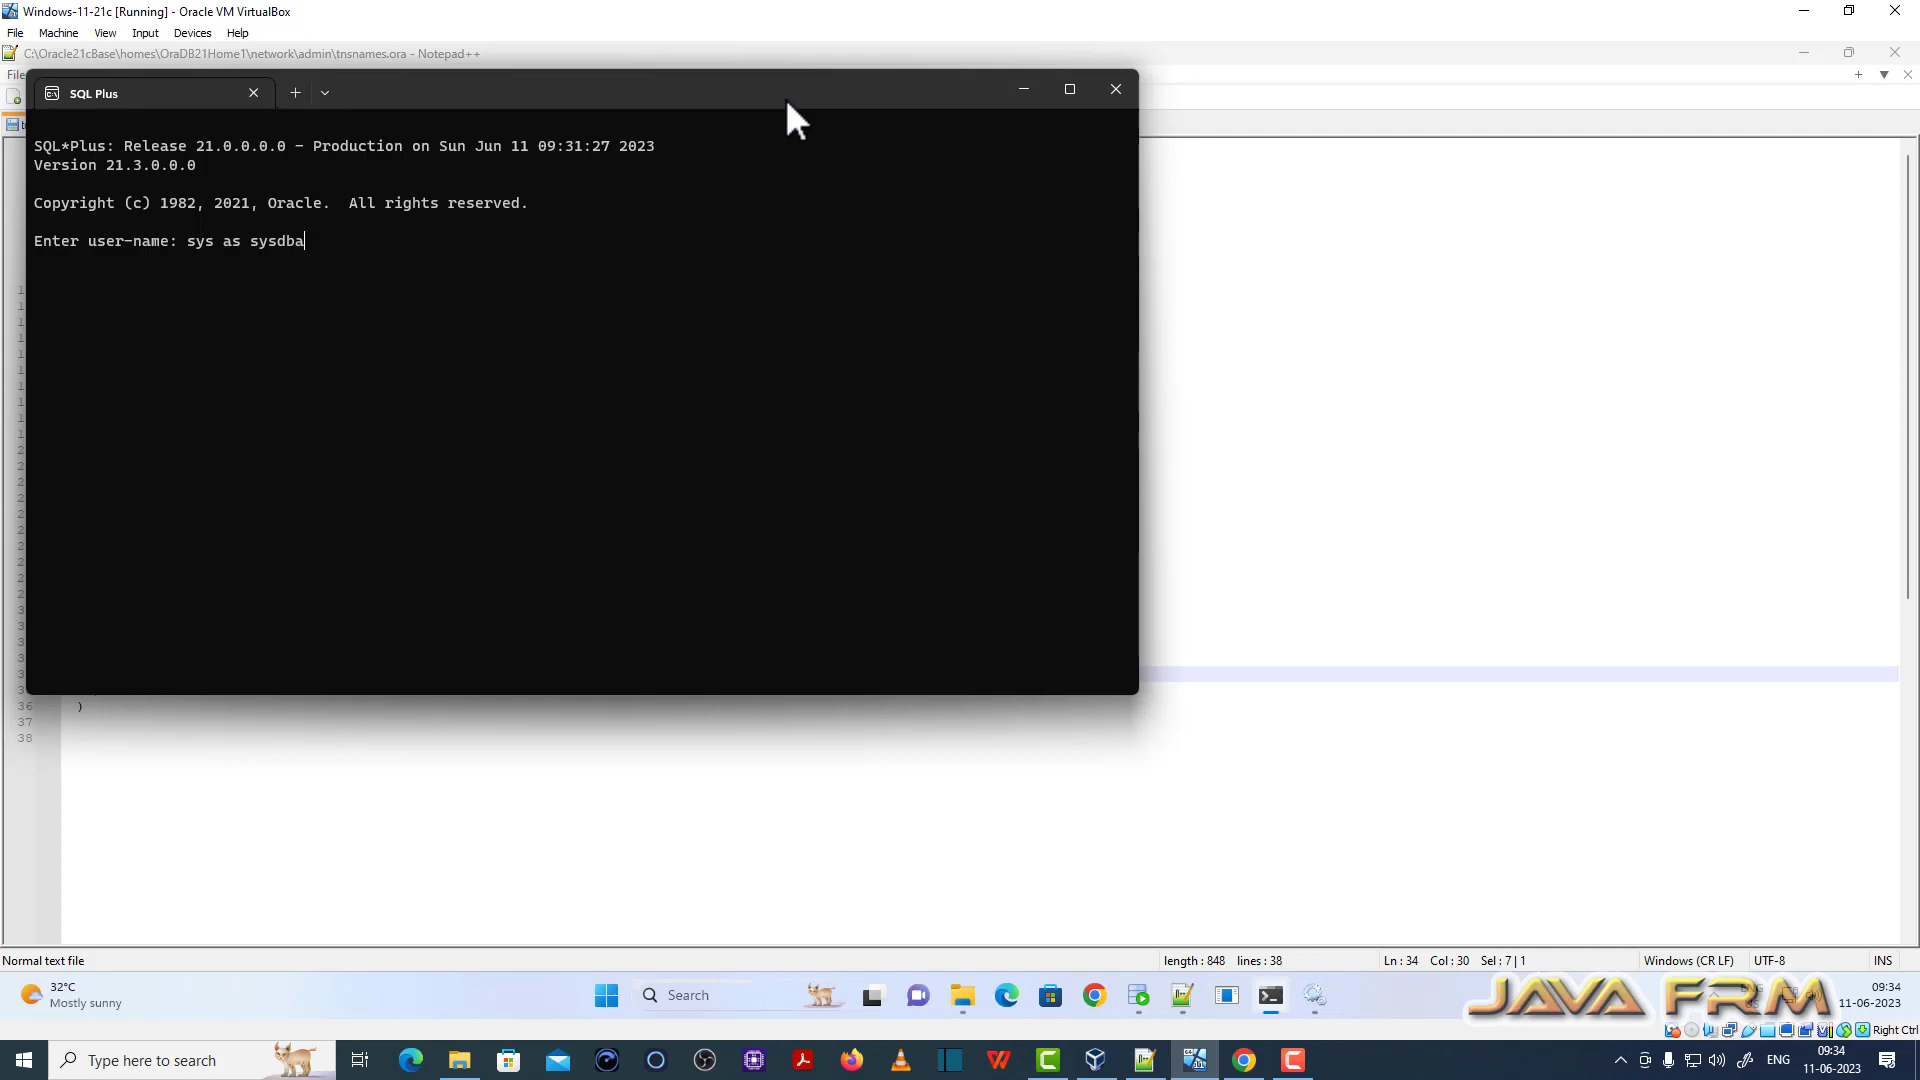 Windows-11-21c [Running] - Oracle VM VirtualBox
File Machine View Input Devices Help
C:\Oracle21cBase\homes\OraDB21Home1\network\admin\tnsnames.ora - Notepad++
File
SQL Plus
SQL*Plus: Release 21.0.0.0.0 - Production on Sun Jun 11 09:31:27 2023
Version 21.3.0.0.0
Copyright (c) 1982, 2021, Oracle.  All rights reserved.
Enter user-name: sys as sysdba
36 )
37
38
Normal text file length : 848 lines : 38 Ln : 34 Col : 30 Sel : 7 | 1 Windows (CR LF) UTF-8 INS
32°C
Mostly sunny
Search
JAVA FRM
09:34
11-06-2023
Right Ctrl
Type here to search
ENG
09:34
11-06-2023